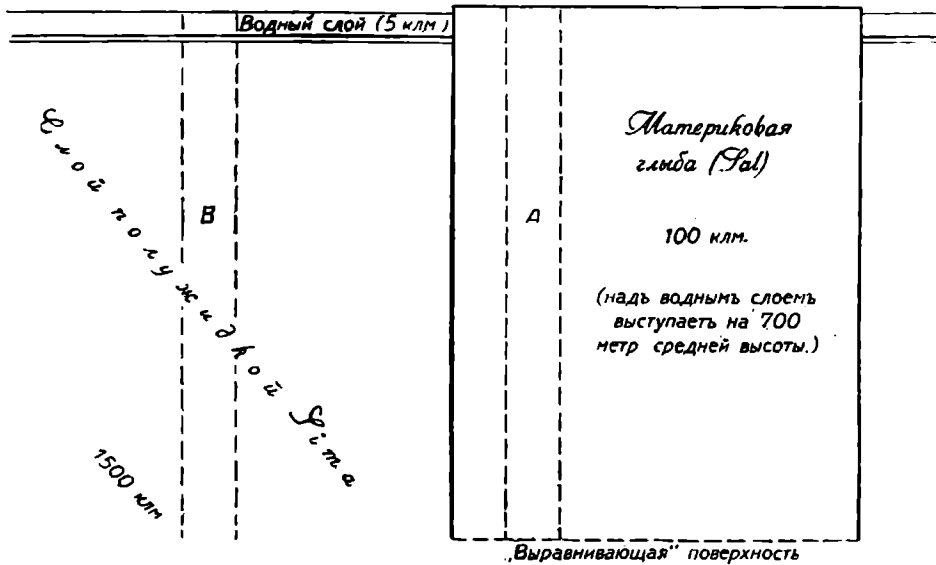 Водный слой (5 клм)
Слой полужидкой Sima
B
1500 клм
A
Материковая
глыба (Sal)
100 клм.
(надъ воднымъ слоемъ
выступаетъ на 700
метр средней высоты.)
„Выравнивающая“ поверхность